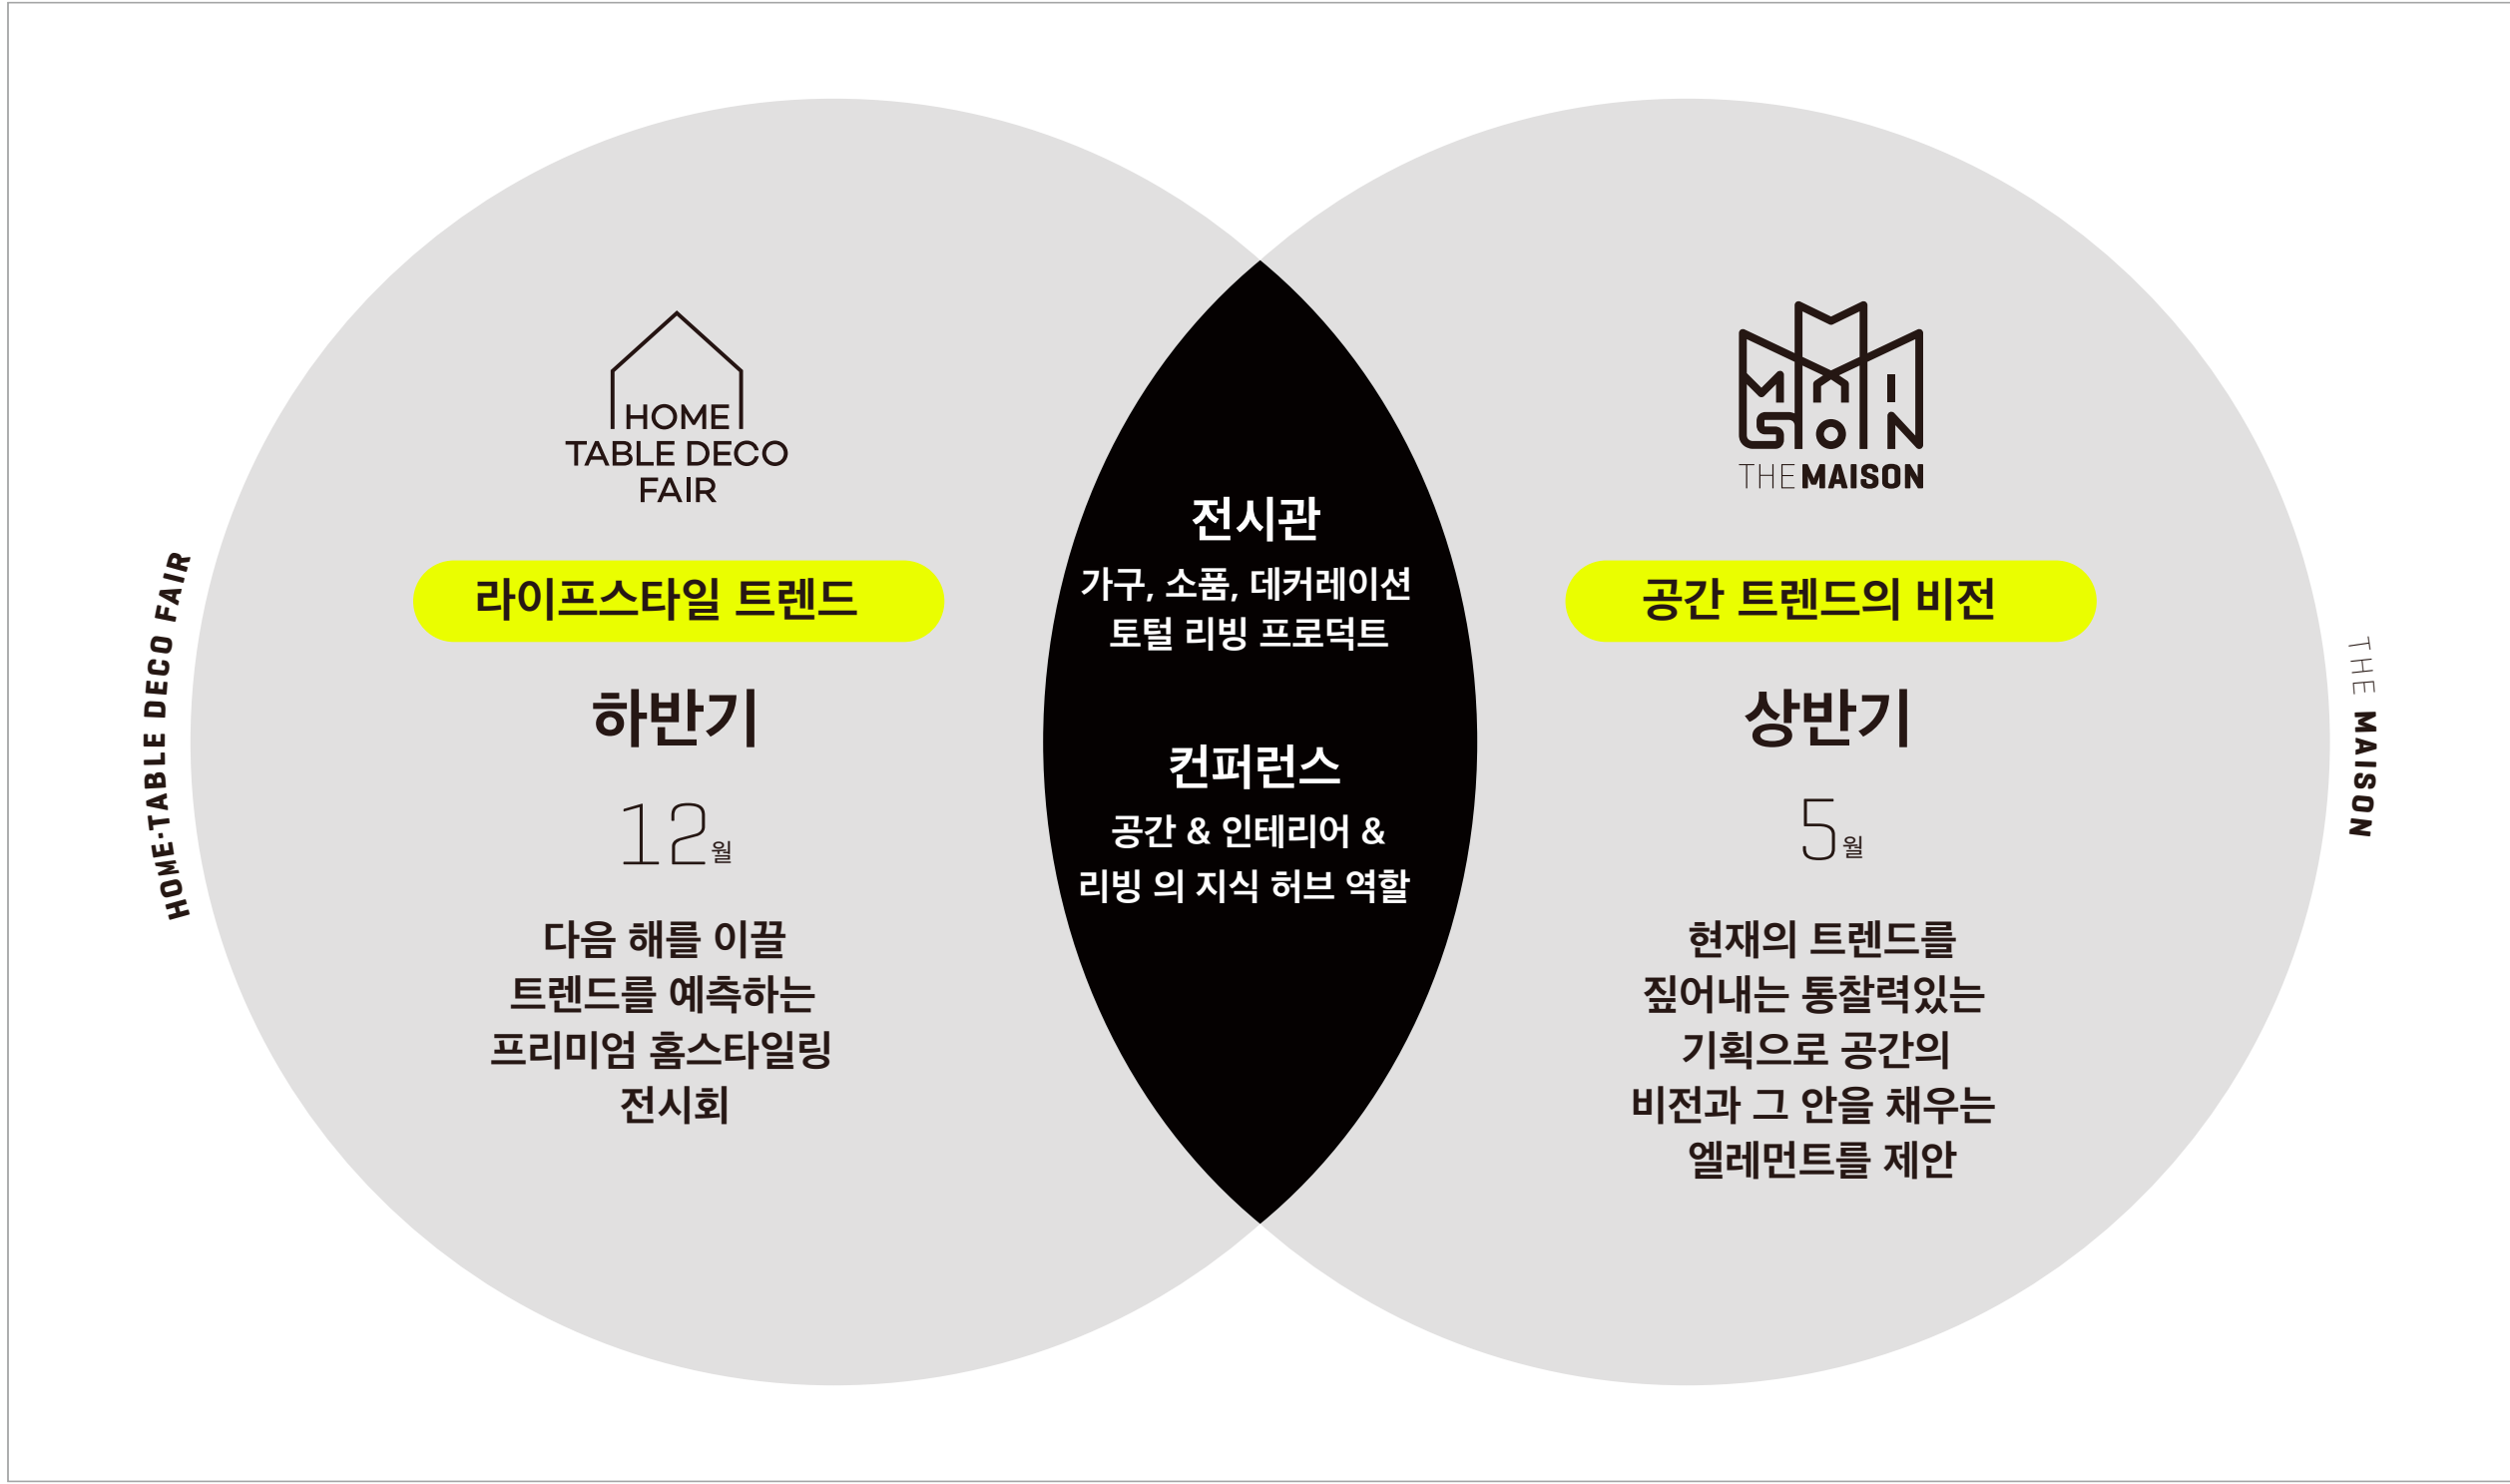 HOME·TABLE DECO FAIR
HOME
TABLE DECO
FAIR
라이프스타일 트렌드
하반기
12월
다음 해를 이끌
트렌드를 예측하는
프리미엄 홈스타일링
전시회
전시관
가구, 소품, 데커레이션
토털 리빙 프로덕트
컨퍼런스
공간 & 인테리어 &
리빙 의 지식 허브 역할
MAI
SON
THE MAISON
공간 트렌드의 비전
상반기
5월
현재의 트렌드를
짚어내는 통찰력있는
기획으로 공간의
비전과 그 안을 채우는
엘레먼트를 제안
THE MAISON